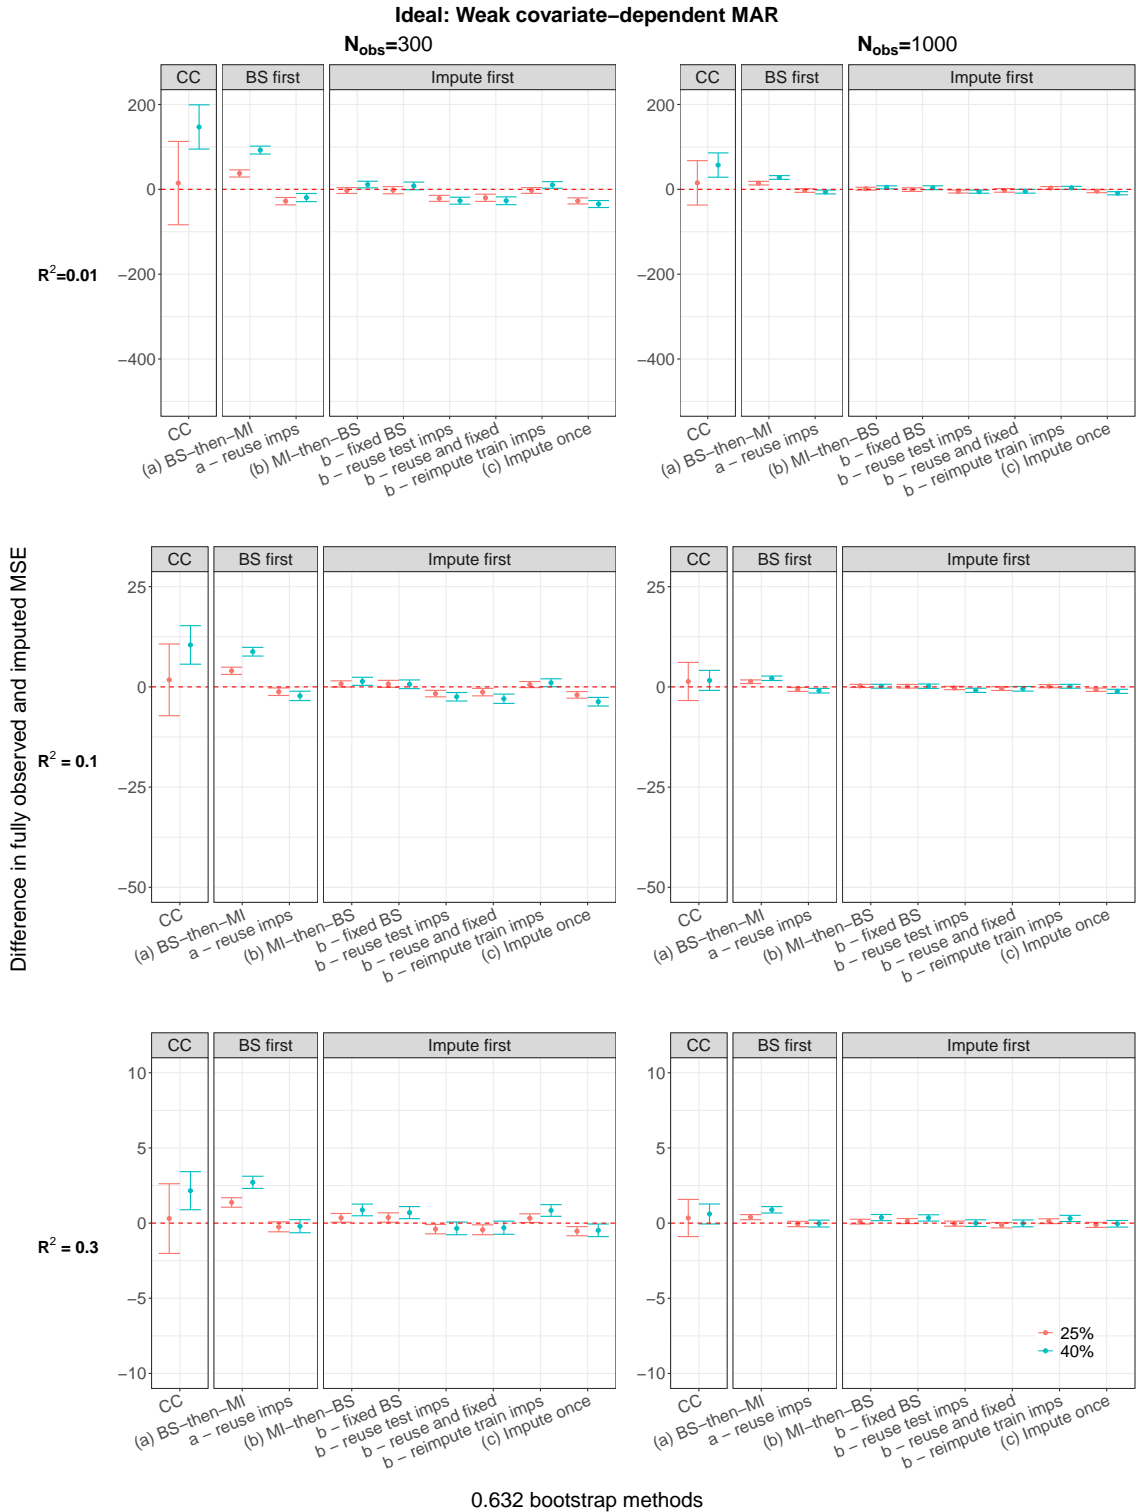 Ideal: Weak covariate−dependent MAR
N_obs=300
N_obs=1000
CC
BS first
Impute first
CC
BS first
Impute first
200
0
−200
−400
200
0
−200
−400
R²=0.01
CC
(a) BS−then−MI
a − reuse imps
(b) MI−then−BS
b − fixed BS
b − reuse test imps
b − reuse and fixed
b − reimpute train imps
(c) Impute once
CC
(a) BS−then−MI
a − reuse imps
(b) MI−then−BS
b − fixed BS
b − reuse test imps
b − reuse and fixed
b − reimpute train imps
(c) Impute once
Difference in fully observed and imputed MSE
CC
BS first
Impute first
CC
BS first
Impute first
25
0
−25
−50
25
0
−25
−50
R² = 0.1
CC
(a) BS−then−MI
a − reuse imps
(b) MI−then−BS
b − fixed BS
b − reuse test imps
b − reuse and fixed
b − reimpute train imps
(c) Impute once
CC
(a) BS−then−MI
a − reuse imps
(b) MI−then−BS
b − fixed BS
b − reuse test imps
b − reuse and fixed
b − reimpute train imps
(c) Impute once
CC
BS first
Impute first
CC
BS first
Impute first
10
5
0
−5
−10
10
5
0
−5
−10
R² = 0.3
25%
40%
CC
(a) BS−then−MI
a − reuse imps
(b) MI−then−BS
b − fixed BS
b − reuse test imps
b − reuse and fixed
b − reimpute train imps
(c) Impute once
CC
(a) BS−then−MI
a − reuse imps
(b) MI−then−BS
b − fixed BS
b − reuse test imps
b − reuse and fixed
b − reimpute train imps
(c) Impute once
0.632 bootstrap methods